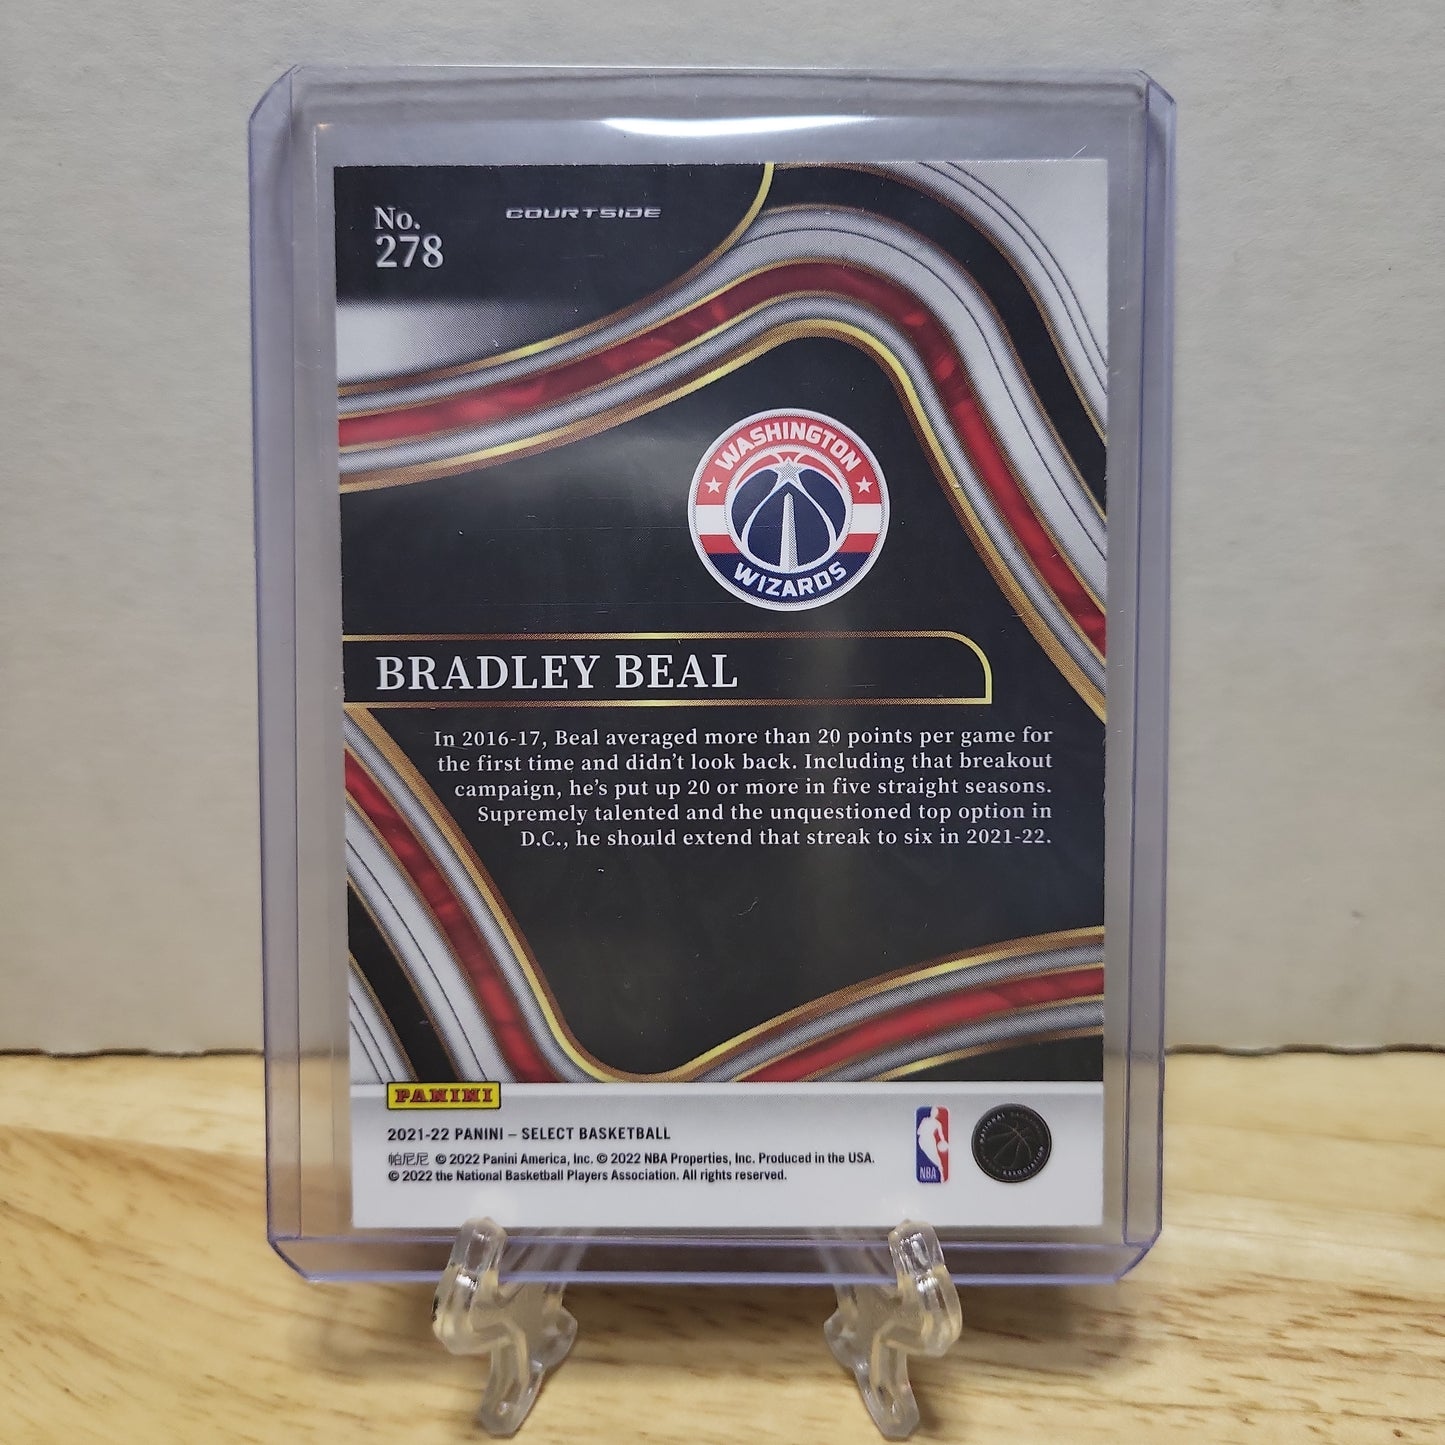 No.
278
COURTSIDE
WASHINGTON
WIZARDS
BRADLEY BEAL
In 2016-17, Beal averaged more than 20 points per game for
the first time and didn't look back. Including that breakout
campaign, he's put up 20 or more in five straight seasons.
Supremely talented and the unquestioned top option in
D.C., he should extend that streak to six in 2021-22.
PANINI
2021-22 PANINI – SELECT BASKETBALL
帕尼尼 © 2022 Panini America, Inc. © 2022 NBA Properties, Inc. Produced in the USA.
© 2022 the National Basketball Players Association. All rights reserved.
NBA
NATIONAL
ASSOCIATION